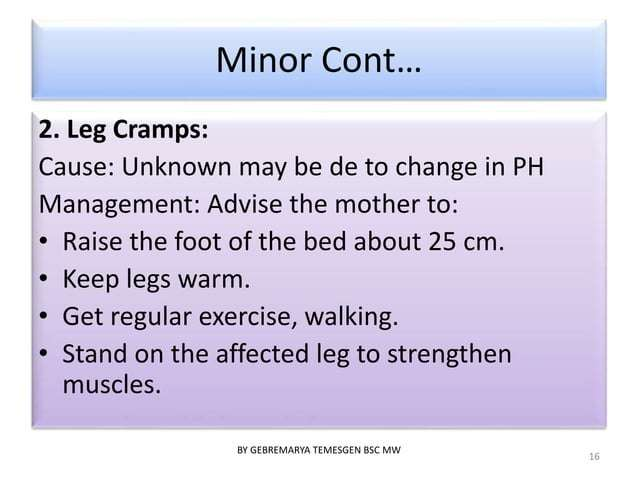 Minor Cont…
2. Leg Cramps:
Cause: Unknown may be de to change in PH
Management: Advise the mother to:
• Raise the foot of the bed about 25 cm.
• Keep legs warm.
• Get regular exercise, walking.
• Stand on the affected leg to strengthen
muscles.
BY GEBREMARYA TEMESGEN BSC MW
16